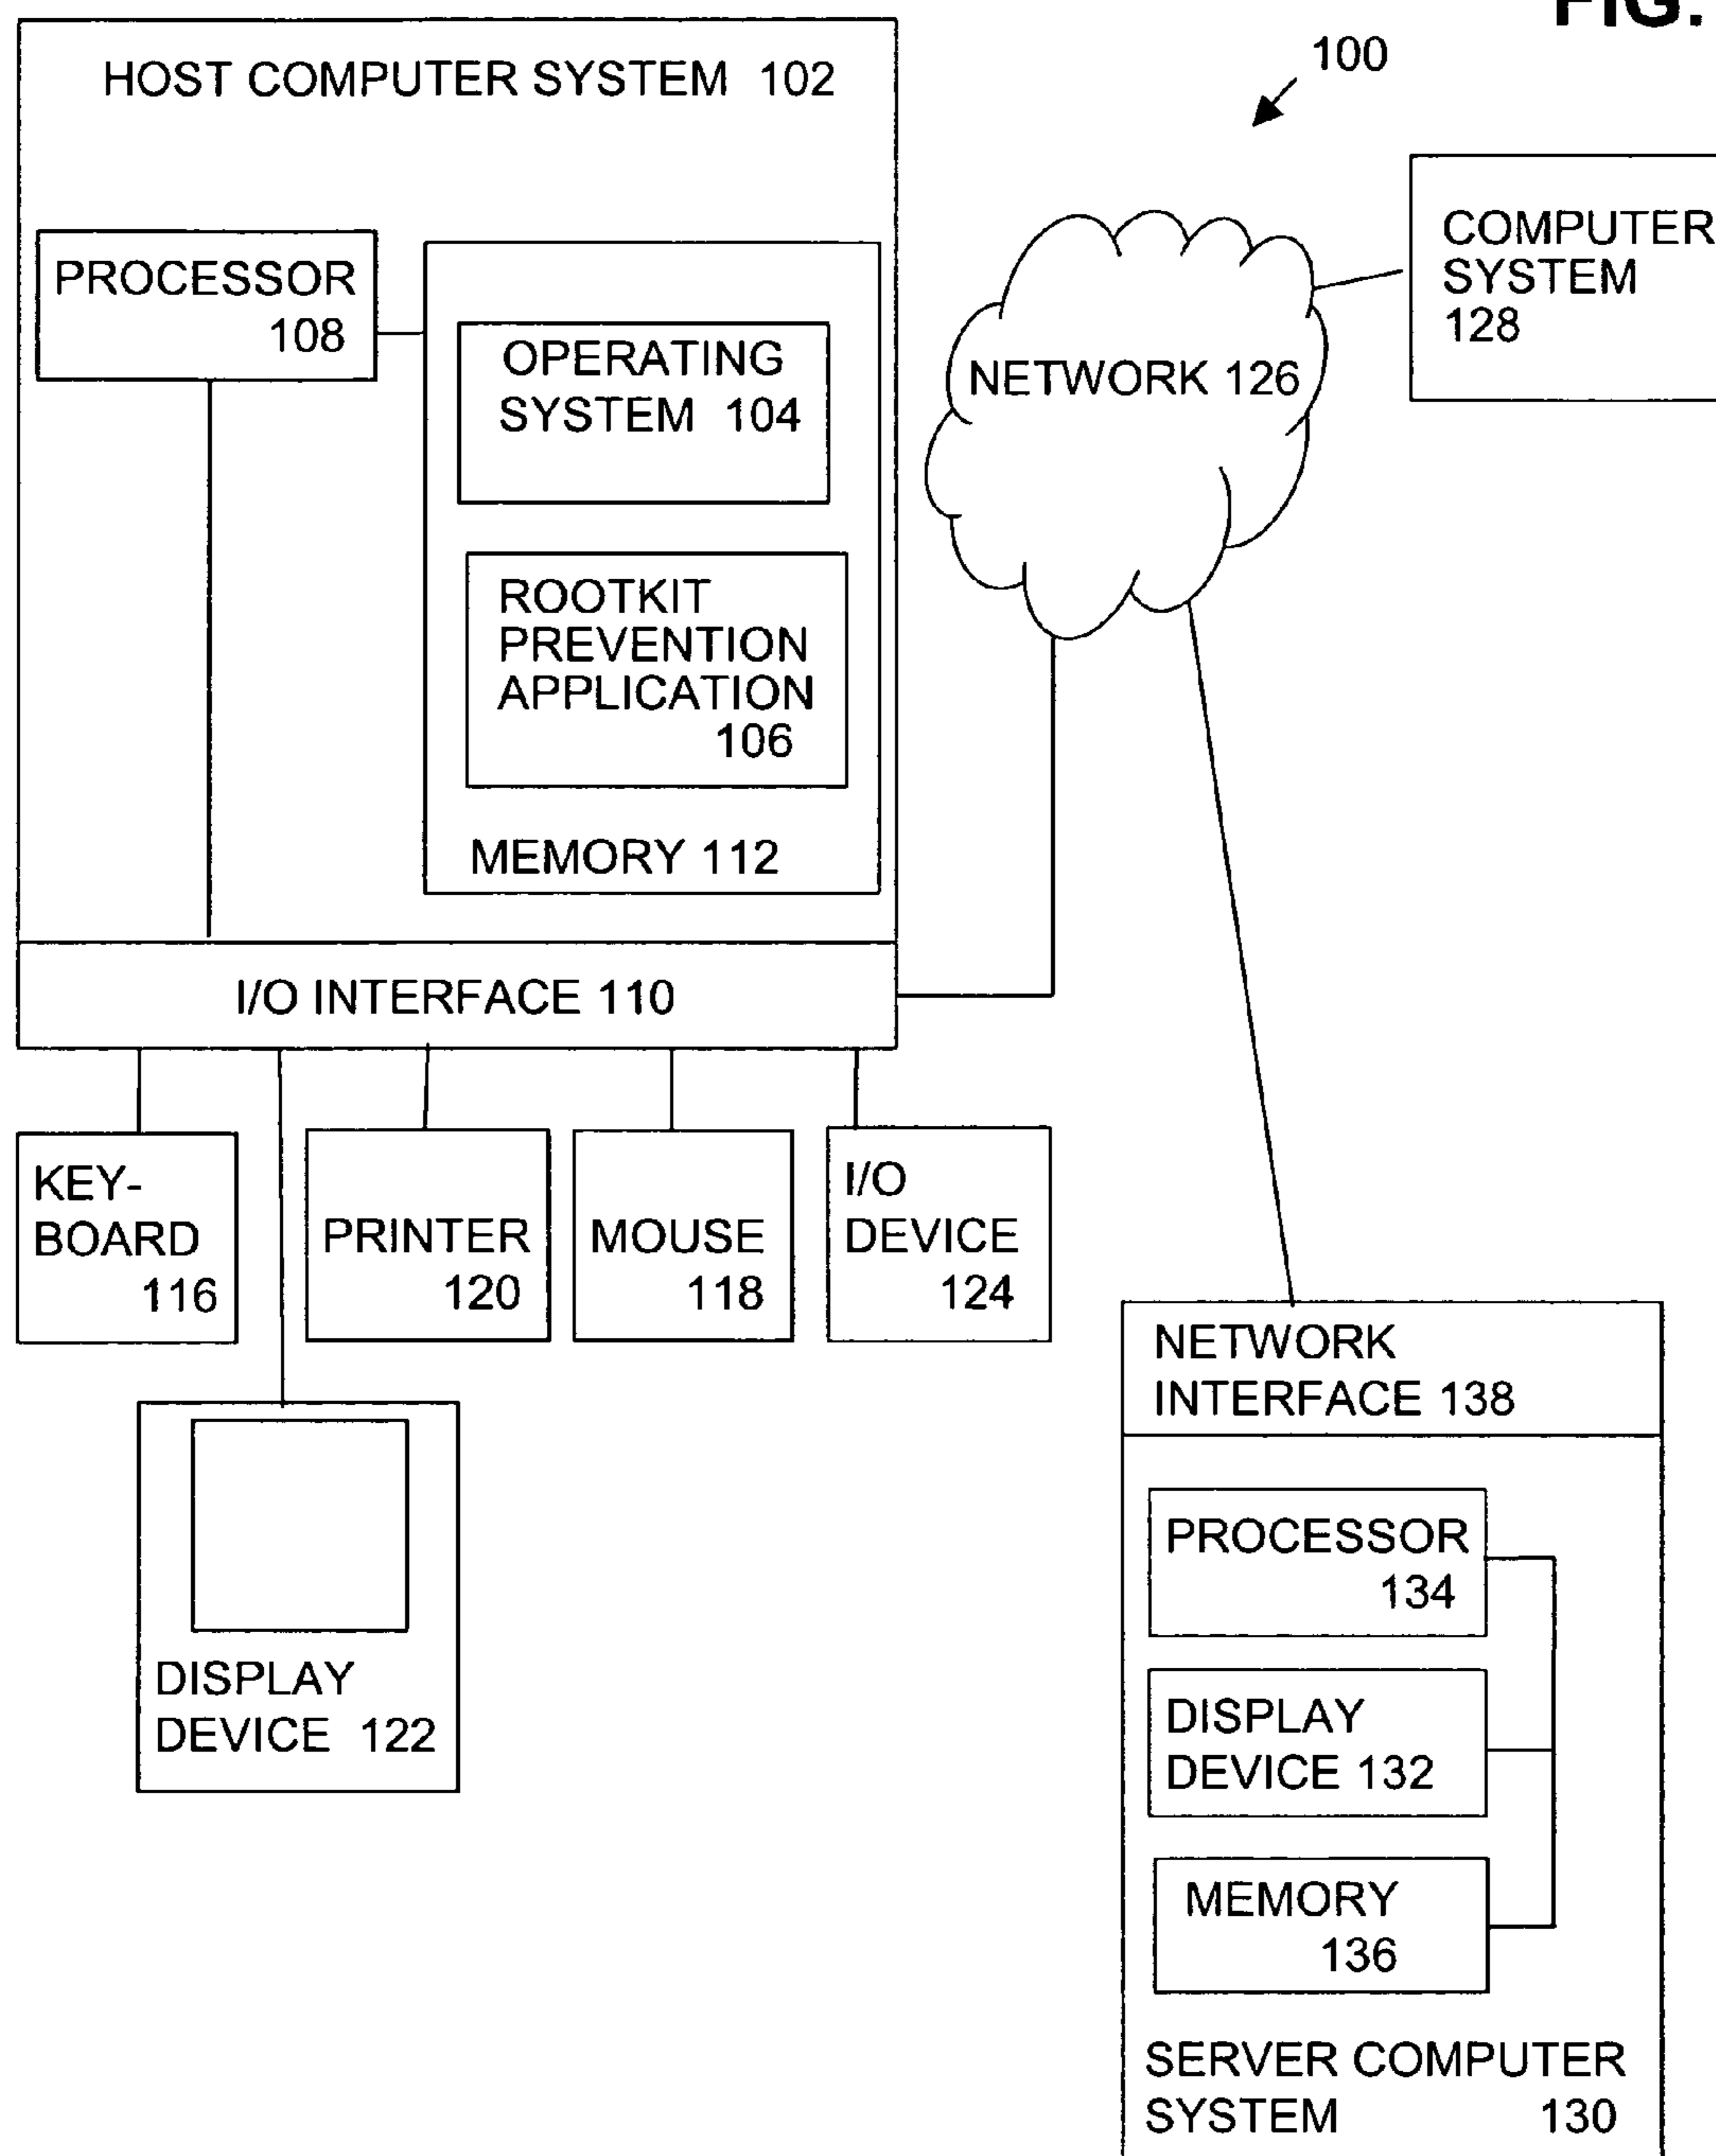 FIG.
100
HOST COMPUTER SYSTEM 102
PROCESSOR
108
OPERATING
SYSTEM 104
ROOTKIT
PREVENTION
APPLICATION
106
MEMORY 112
I/O INTERFACE 110
NETWORK 126
COMPUTER
SYSTEM
128
KEY-
BOARD
116
PRINTER
120
MOUSE
118
I/O
DEVICE
124
DISPLAY
DEVICE 122
NETWORK
INTERFACE 138
PROCESSOR
134
DISPLAY
DEVICE 132
MEMORY
136
SERVER COMPUTER
SYSTEM 130